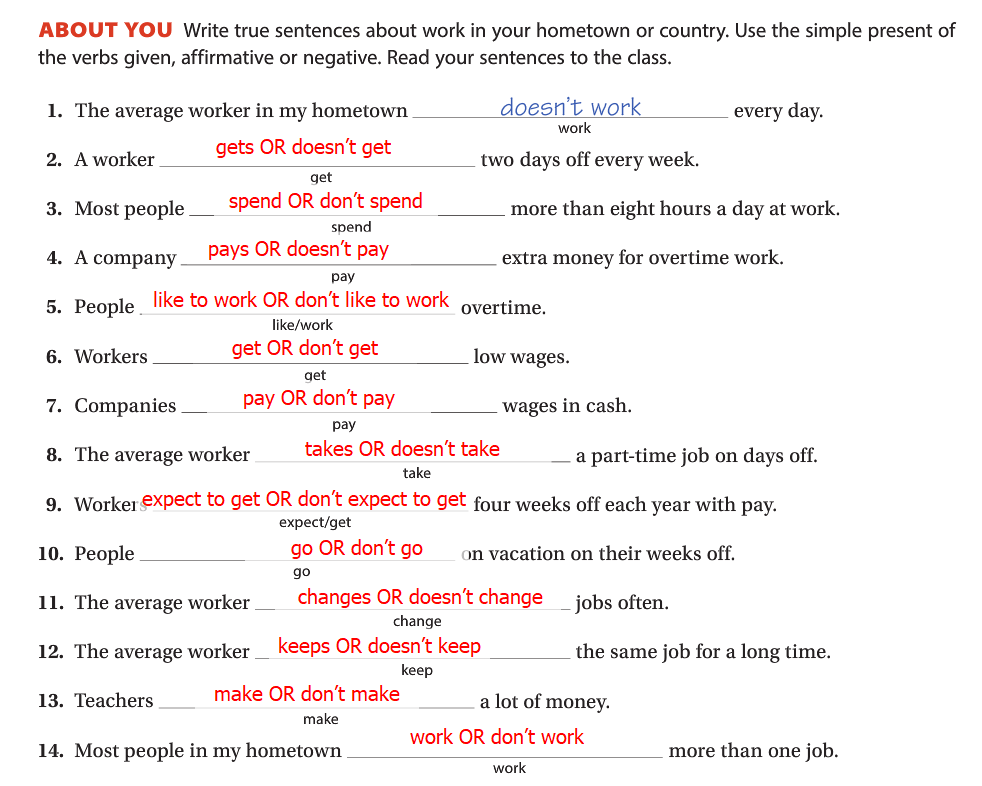 ABOUT YOU Write true sentences about work in your hometown or country. Use the simple present of
the verbs given, affirmative or negative. Read your sentences to the class.
1. The average worker in my hometown doesn't work every day.
work
2. A worker gets OR doesn't get two days off every week.
get
3. Most people spend OR don't spend more than eight hours a day at work.
spend
4. A company pays OR doesn't pay extra money for overtime work.
pay
5. People like to work OR don't like to work overtime.
like/work
6. Workers get OR don't get low wages.
get
7. Companies pay OR don't pay wages in cash.
pay
8. The average worker takes OR doesn't take a part-time job on days off.
take
9. Workers expect to get OR don't expect to get four weeks off each year with pay.
expect/get
10. People go OR don't go on vacation on their weeks off.
go
11. The average worker changes OR doesn't change jobs often.
change
12. The average worker keeps OR doesn't keep the same job for a long time.
keep
13. Teachers make OR don't make a lot of money.
make
14. Most people in my hometown work OR don't work more than one job.
work